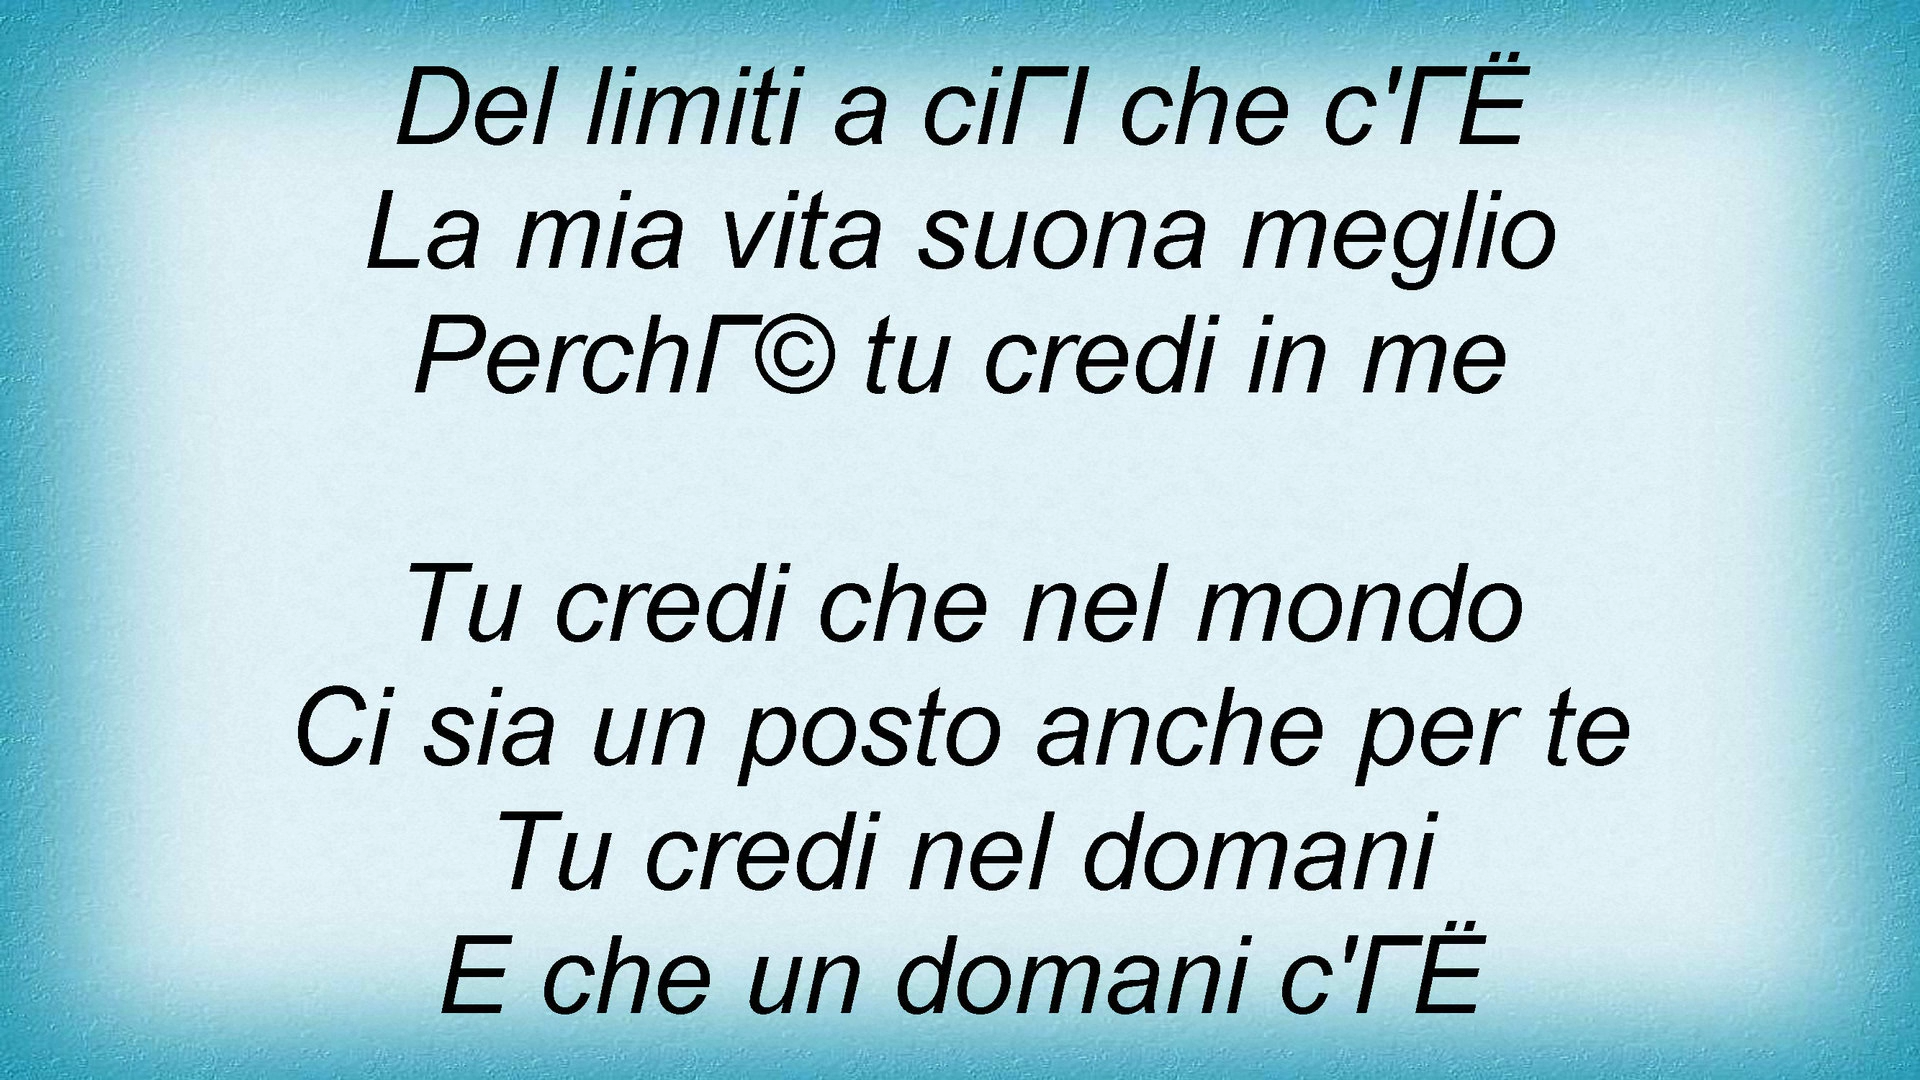 Del limiti a ciГІ che c'ГЁ
La mia vita suona meglio
PerchГ© tu credi in me
Tu credi che nel mondo
Ci sia un posto anche per te
Tu credi nel domani
E che un domani c'ГЁ